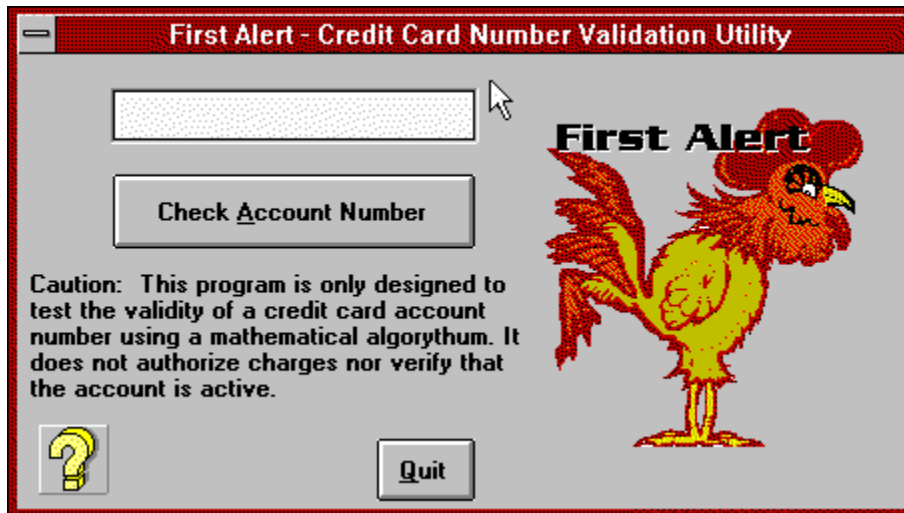 First Alert - Credit Card Number Validation Utility
First Alert
Check Account Number
Caution:  This program is only designed to
test the validity of a credit card account
number using a mathematical algorythum. It
does not authorize charges nor verify that
the account is active.
?
Quit